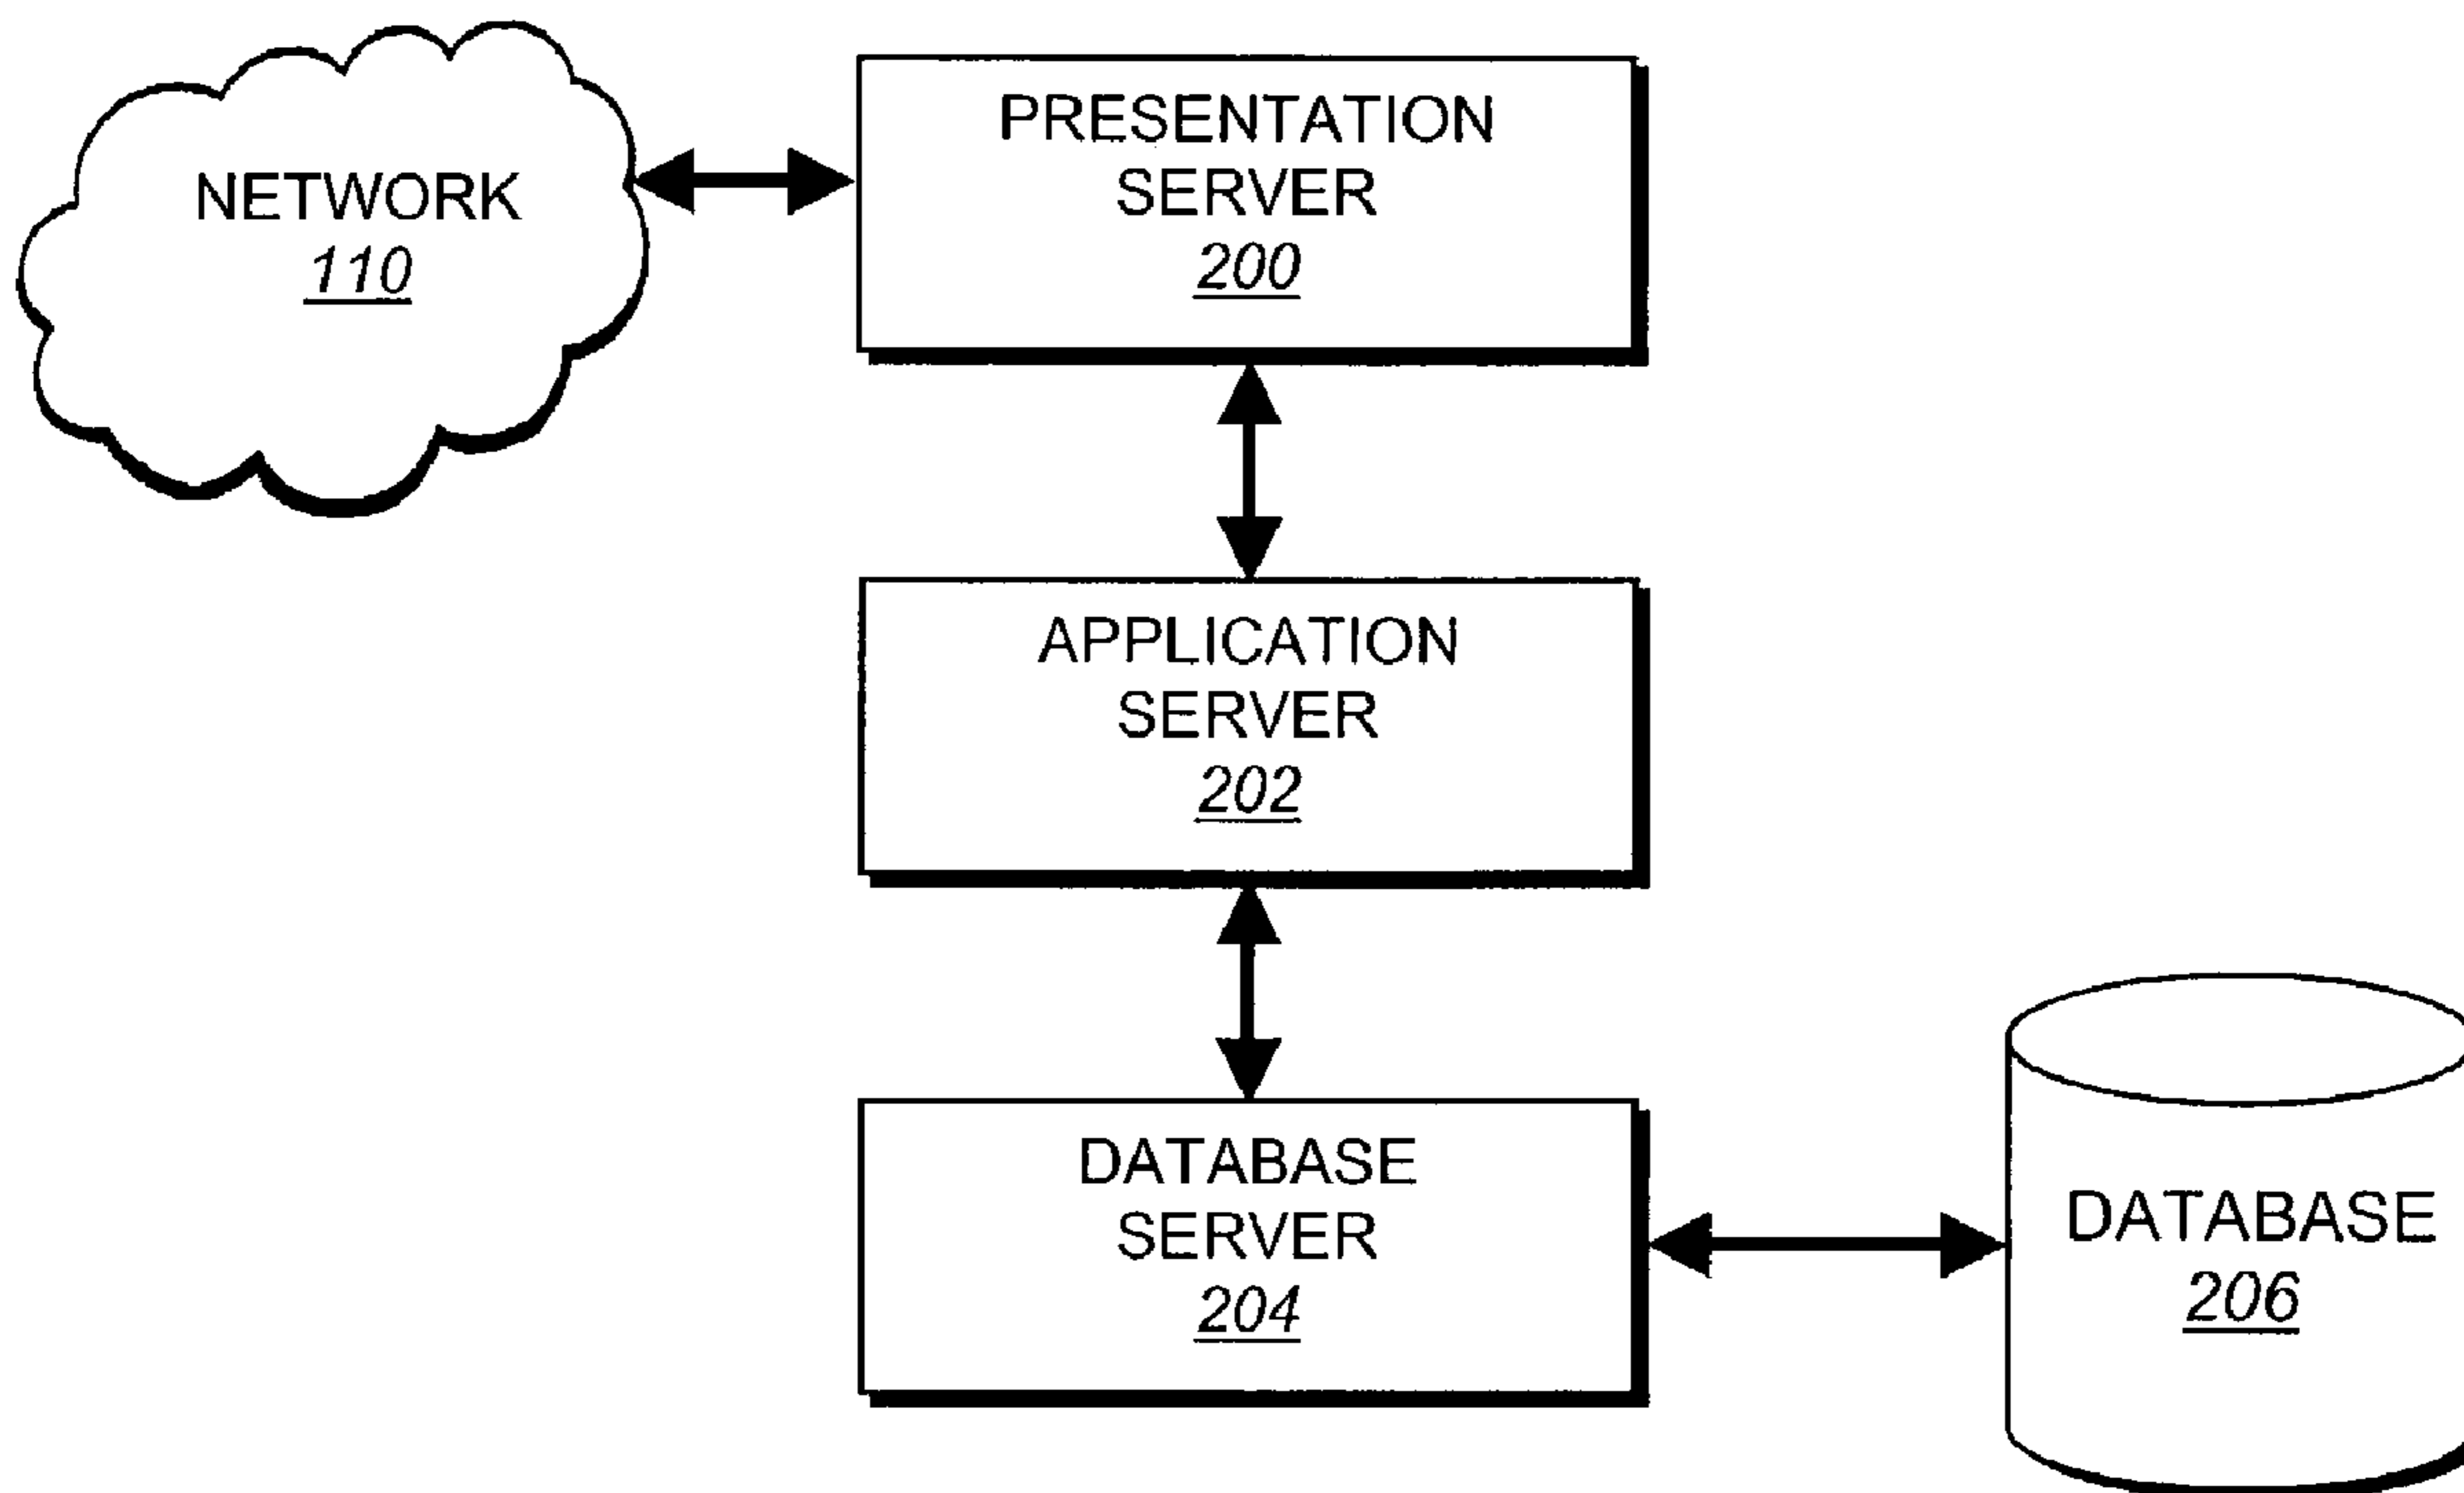 NETWORK
110
PRESENTATION
SERVER
200
APPLICATION
SERVER
202
DATABASE
SERVER
204
DATABASE
206